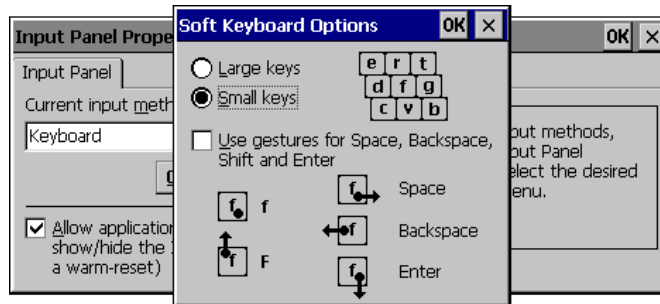 Input Panel Prope
OK ×
Input Panel
Current input meth
Keyboard
Allow application
show/hide the
a warm-reset)
put methods,
put Panel
elect the desired
enu.
Soft Keyboard Options OK ×
Large keys
Small keys
e r t
d f g
c v b
Use gestures for Space, Backspace,
Shift and Enter
f f
f F
f Space
f Backspace
f Enter